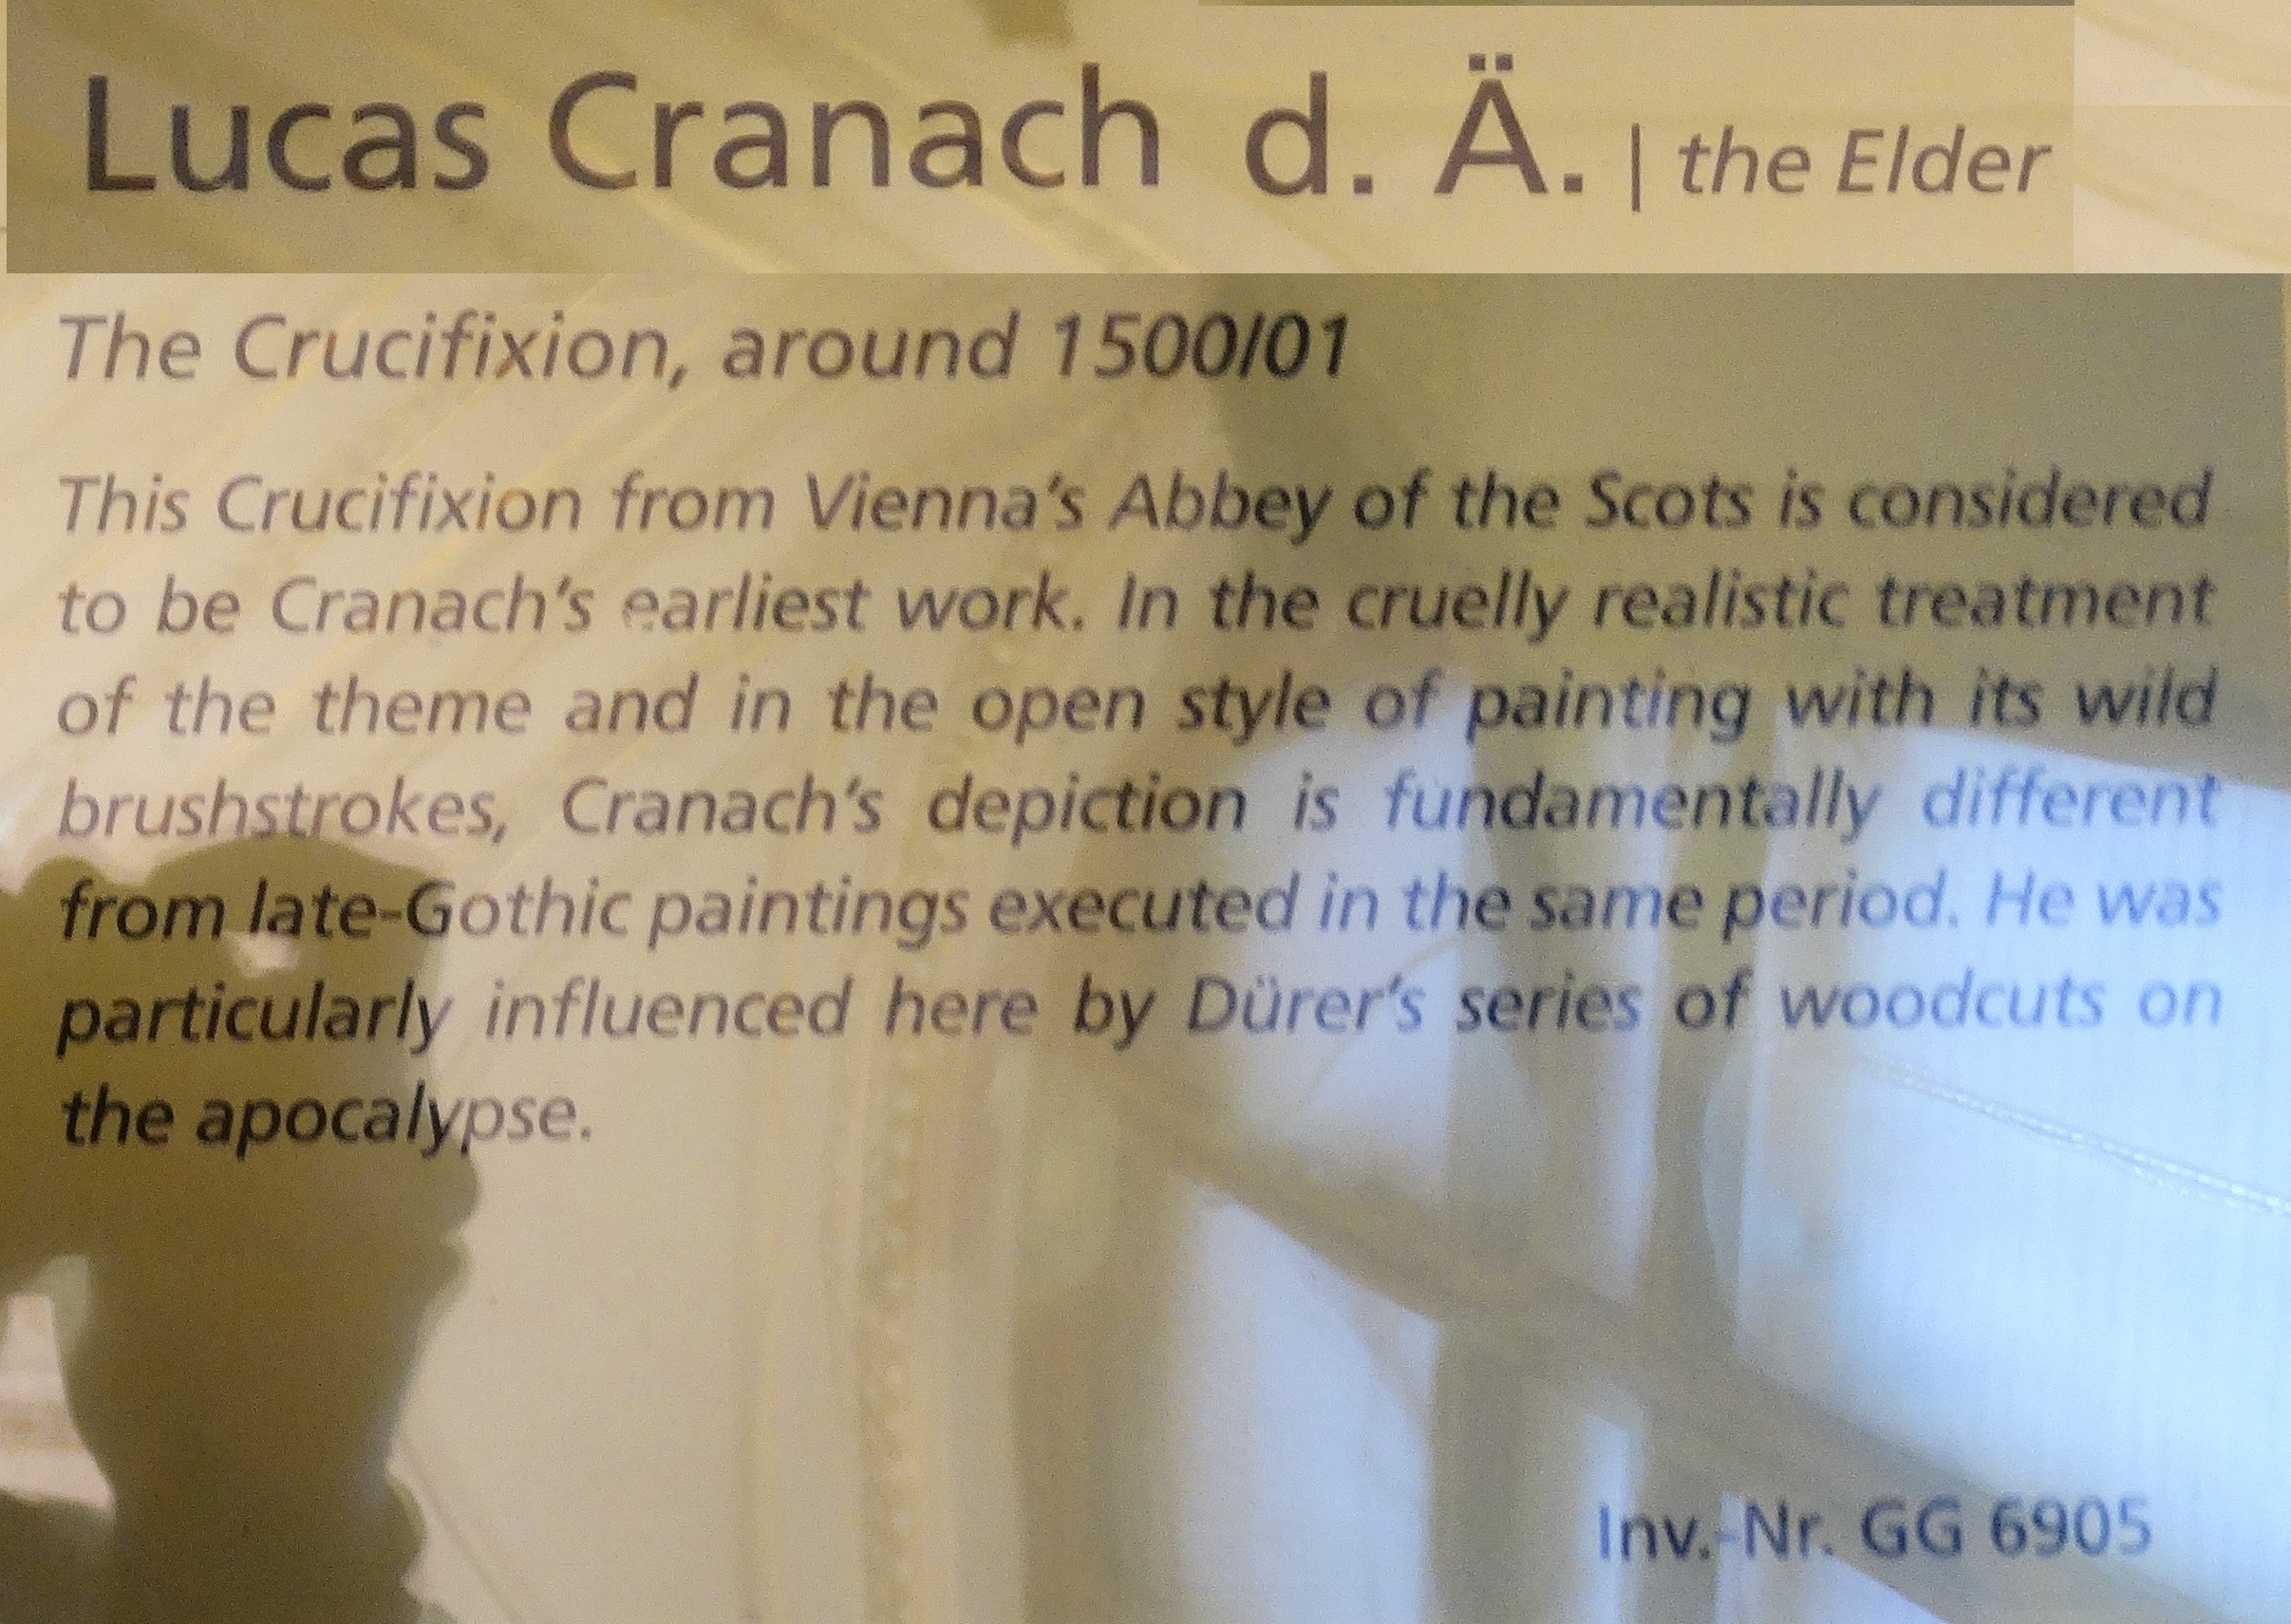 Lucas Cranach d. Ä. | the Elder
The Crucifixion, around 1500/01
This Crucifixion from Vienna's Abbey of the Scots is considered
to be Cranach's earliest work. In the cruelly realistic treatment
of the theme and in the open style of painting with its wild
brushstrokes, Cranach's depiction is fundamentally different
from late-Gothic paintings executed in the same period. He was
particularly influenced here by Dürer's series of woodcuts on
the apocalypse.
Inv.-Nr. GG 6905